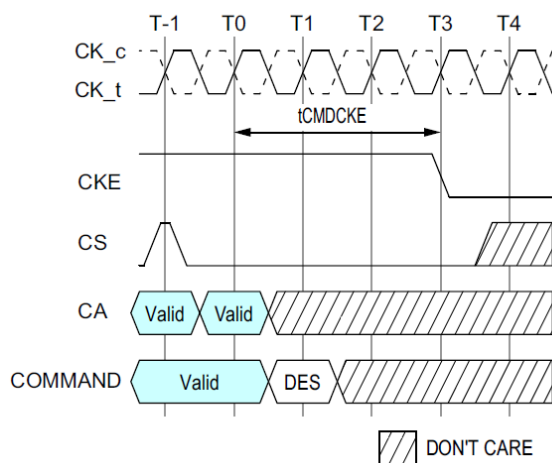 T-1 T0 T1 T2 T3 T4
CK_c
CK_t
tCMDCKE
CKE
CS
CA Valid Valid
COMMAND Valid DES
DON'T CARE